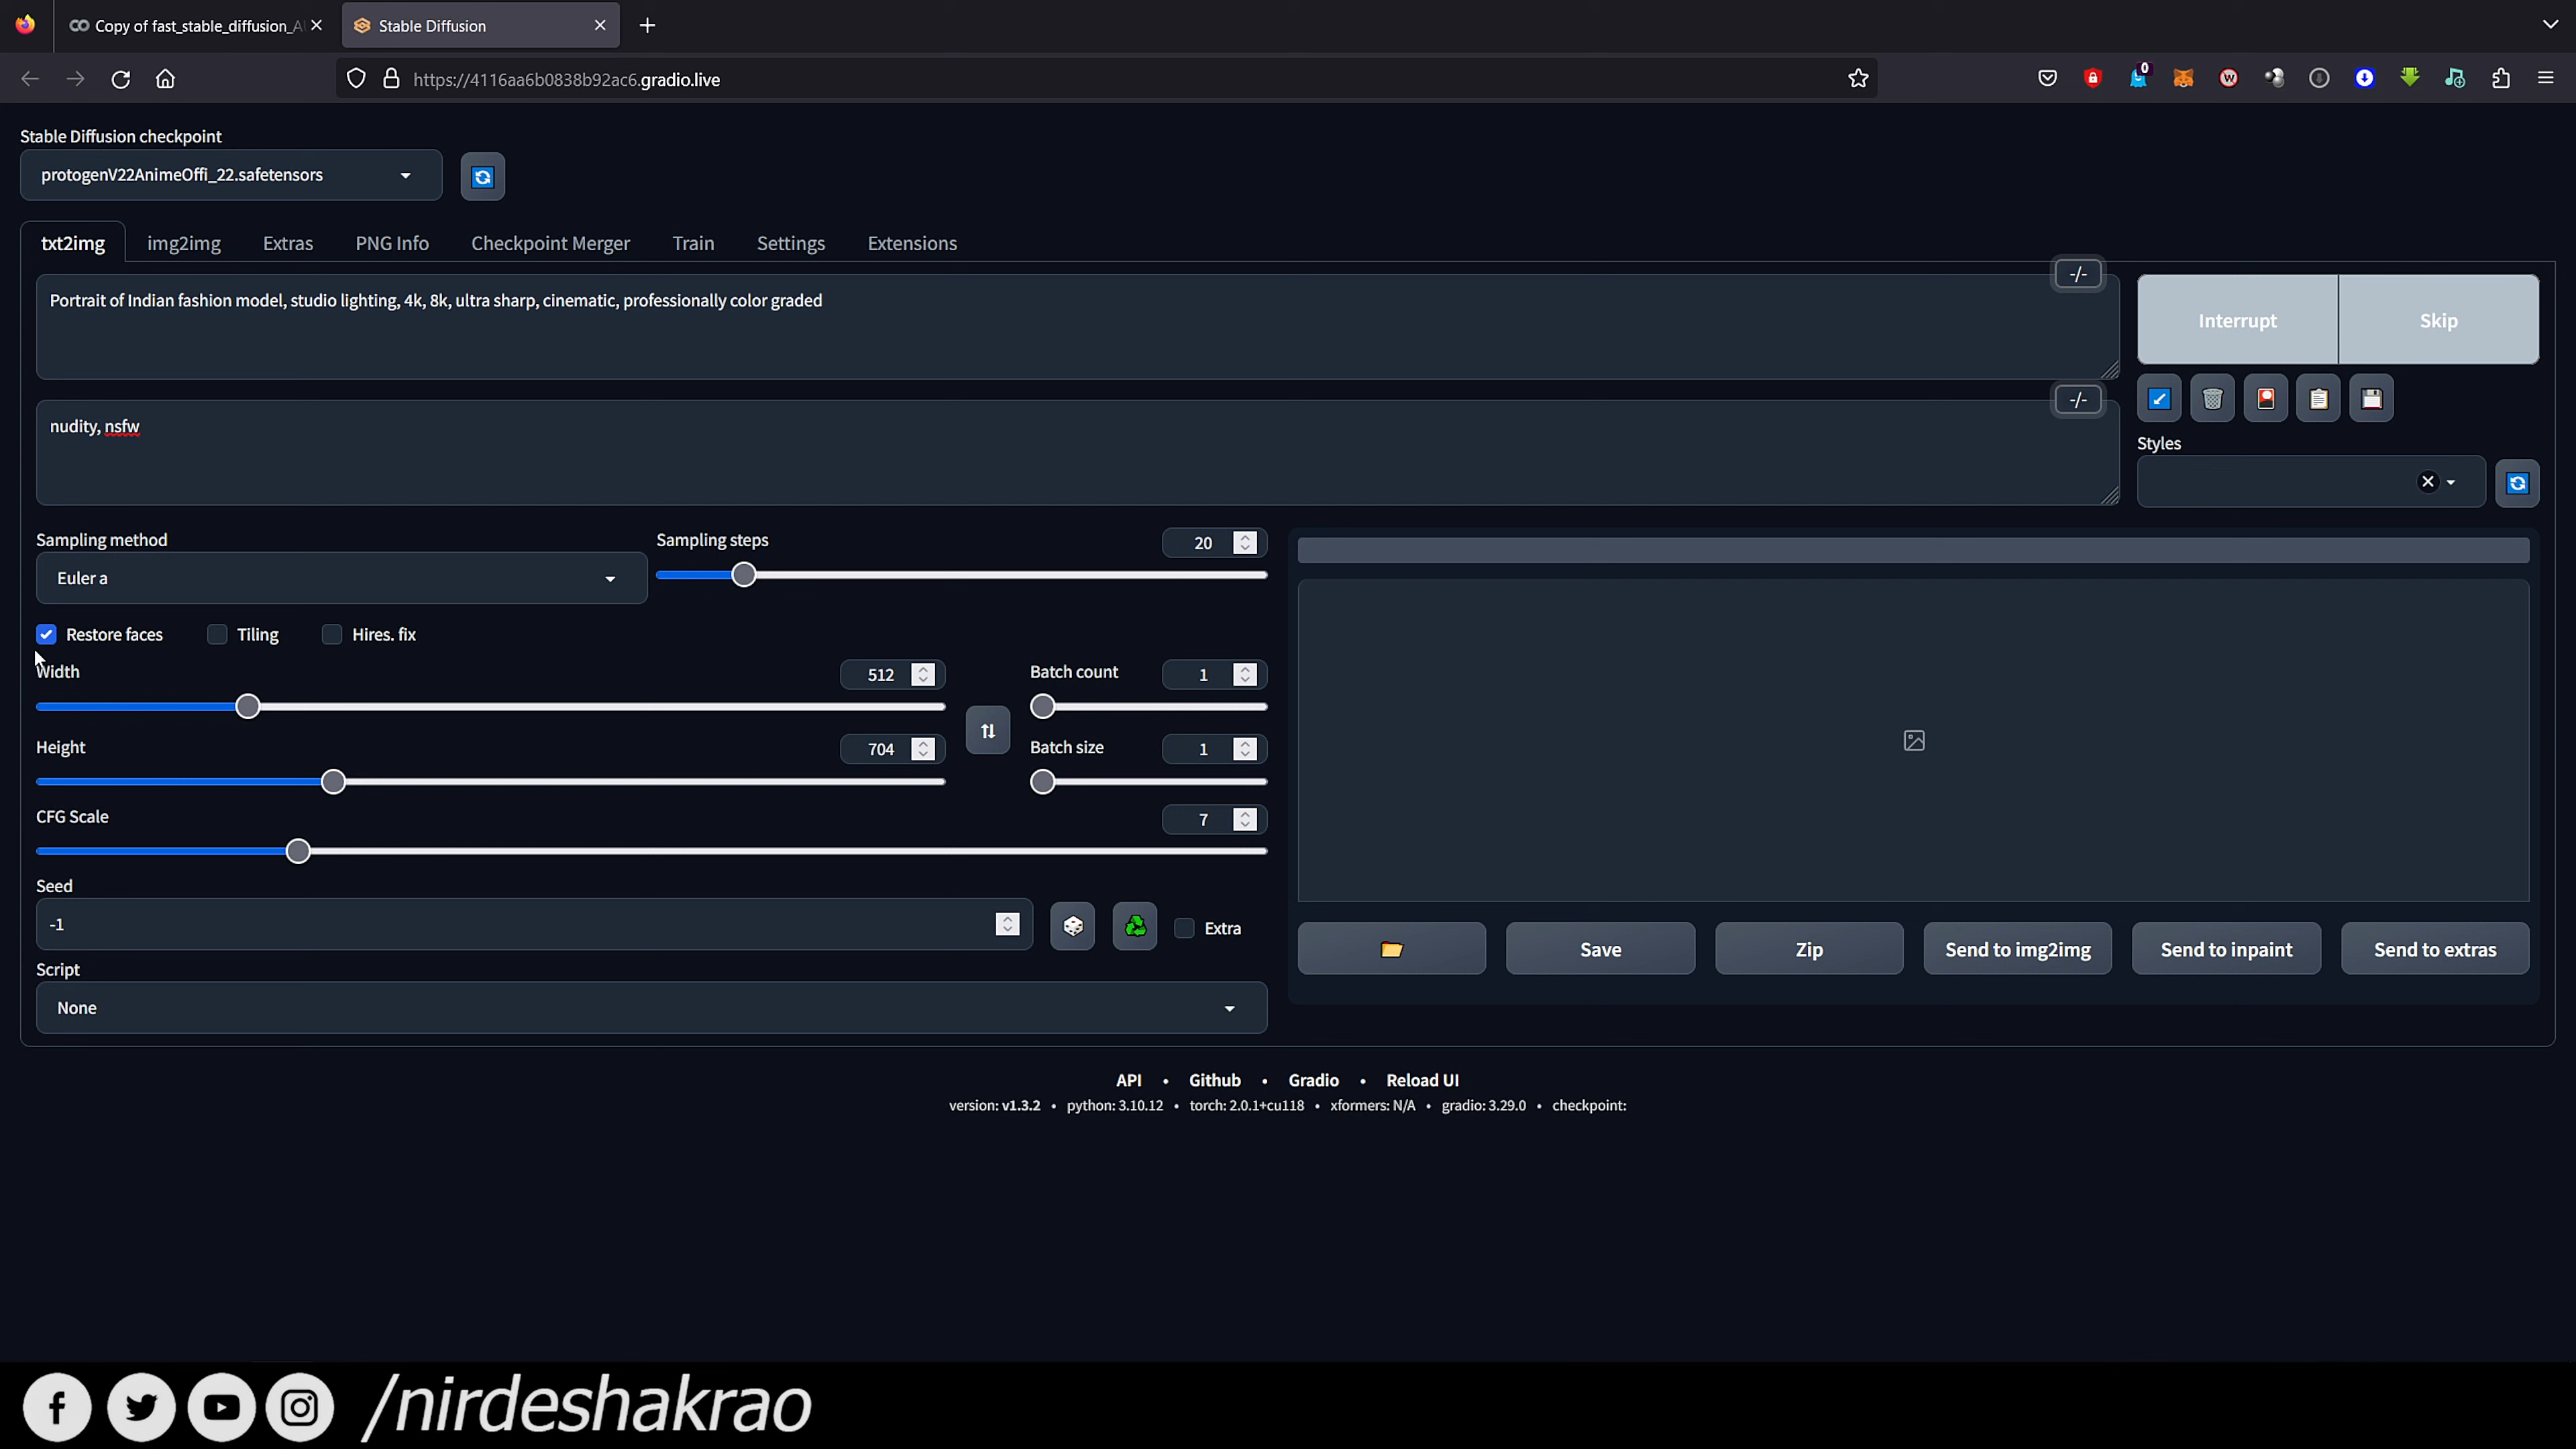 Copy of fast_stable_diffusion_A
Stable Diffusion
https://4116aa6b0838b92ac6.gradio.live
0
Stable Diffusion checkpoint
protogenV22AnimeOffi_22.safetensors
txt2img img2img Extras PNG Info Checkpoint Merger Train Settings Extensions
-/-
Portrait of Indian fashion model, studio lighting, 4k, 8k, ultra sharp, cinematic, professionally color graded
Interrupt Skip
-/-
nudity, nsfw
Styles
Sampling method
Euler a
Sampling steps 20
Restore faces Tiling Hires. fix
Width 512
Batch count 1
Height 704
Batch size 1
CFG Scale 7
Seed
-1
Extra
Script
None
Save Zip Send to img2img Send to inpaint Send to extras
API • Github • Gradio • Reload UI
version: v1.3.2 • python: 3.10.12 • torch: 2.0.1+cu118 • xformers: N/A • gradio: 3.29.0 • checkpoint:
/nirdeshakrao